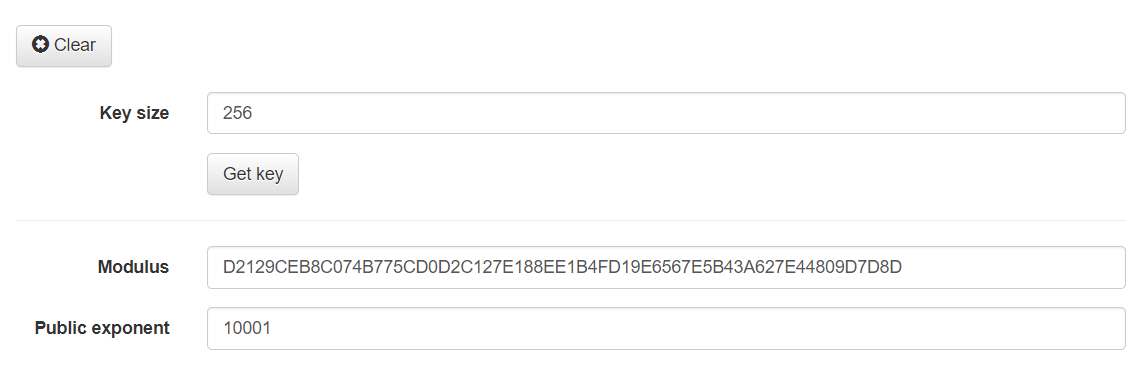 Clear
Key size 256
Get key
Modulus D2129CEB8C074B775CD0D2C127E188EE1B4FD19E6567E5B43A627E44809D7D8D
Public exponent 10001